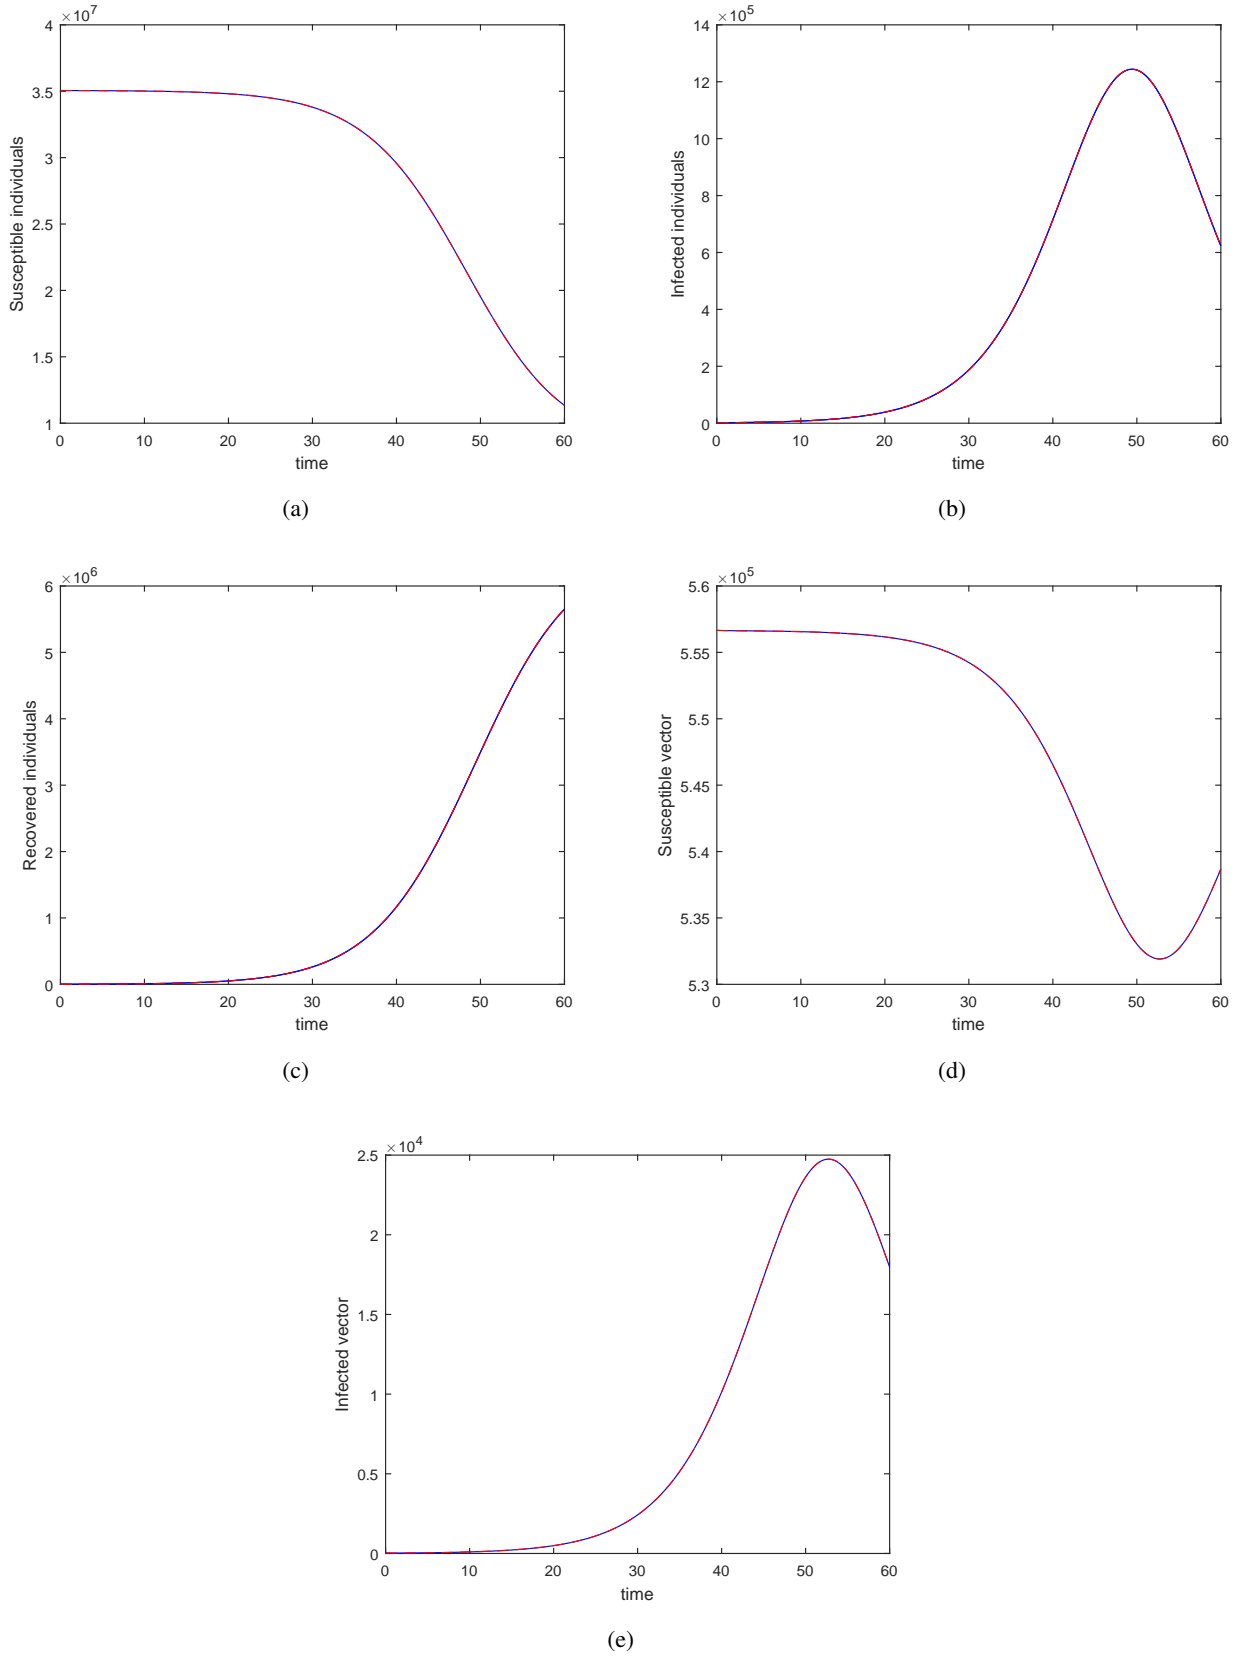 ×10^7
4
3.5
3
2.5
2
1.5
1
0 10 20 30 40 50 60
time
Susceptible individuals
(a)
×10^5
14
12
10
8
6
4
2
0
0 10 20 30 40 50 60
time
Infected individuals
(b)
×10^6
6
5
4
3
2
1
0
0 10 20 30 40 50 60
time
Recovered individuals
(c)
×10^5
5.6
5.55
5.5
5.45
5.4
5.35
5.3
0 10 20 30 40 50 60
time
Susceptible vector
(d)
×10^4
2.5
2
1.5
1
0.5
0
0 10 20 30 40 50 60
time
Infected vector
(e)